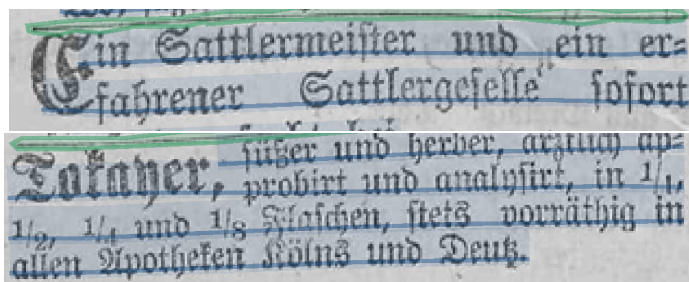 Ein Sattlermeister und ein er=
fahrener Sattlergeselle sofort
Tokayer, süßer und herber, ärztlich ap=
probirt und analysirt, in 1/1,
1/2, 1/4 und 1/8 Flaschen, stets vorräthig in
allen Apotheken Kölns und Deutz.